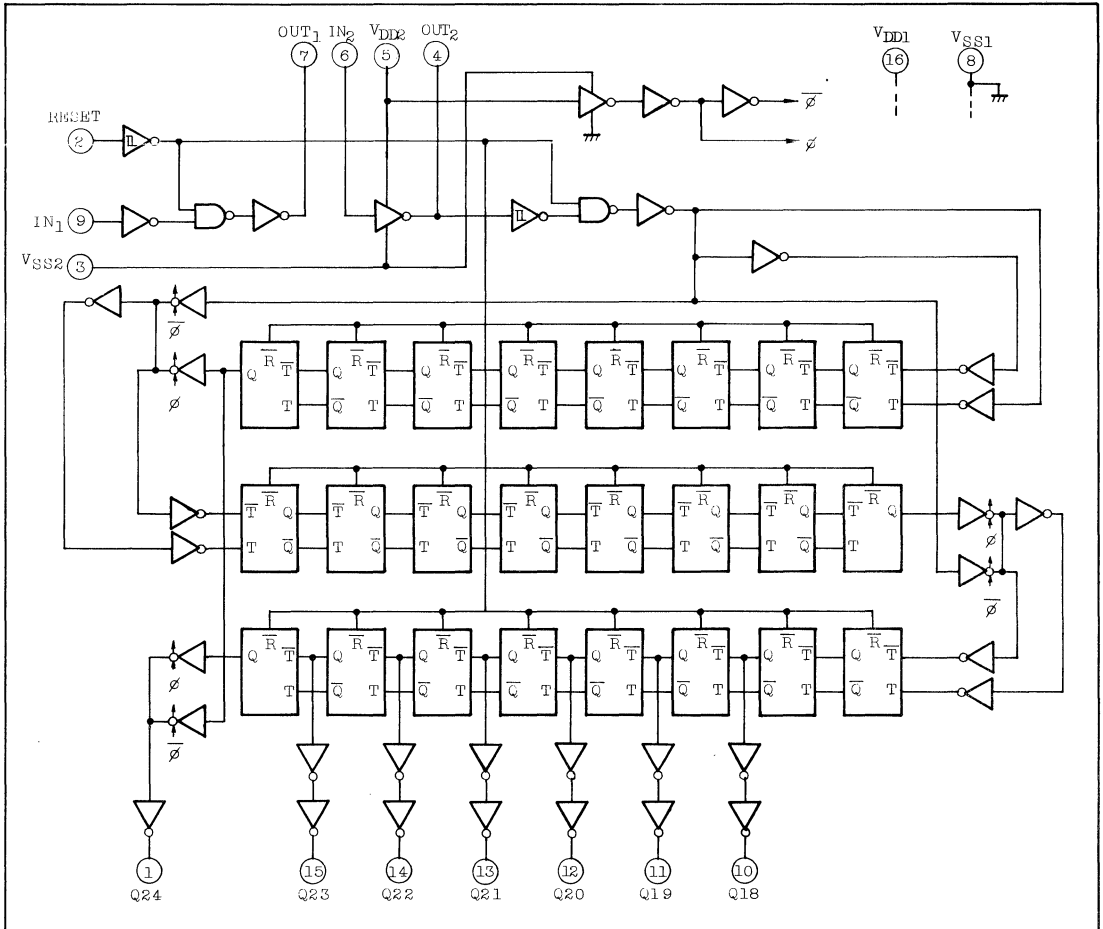 OUT1 IN2 VDD2 OUT2 VDD1 VSS1
7 6 5 4 16 8
φ̅
φ
RESET
2
IN1 9
VSS2 3
φ̅
R̅ R̅ R̅ R̅ R̅ R̅ R̅ R̅
Q T̅ Q T̅ Q T̅ Q T̅ Q T̅ Q T̅ Q T̅ Q
φ
T Q̅ T Q̅ T Q̅ T Q̅ T Q̅ T Q̅ T Q̅
R̅ R̅ R̅ R̅ R̅ R̅ R̅ R̅
T̅ Q T̅ Q T̅ Q T̅ Q T̅ Q T̅ Q T̅ Q T̅ Q
φ
T Q̅ T Q̅ T Q̅ T Q̅ T Q̅ T Q̅ T Q̅ T
φ̅
R̅ R̅ R̅ R̅ R̅ R̅ R̅ R̅
Q T̅ Q T̅ Q T̅ Q T̅ Q T̅ Q T̅ Q T̅ Q
φ
T Q̅ T Q̅ T Q̅ T Q̅ T Q̅ T Q̅ T Q̅
φ̅
1 15 14 13 12 11 10
Q24 Q23 Q22 Q21 Q20 Q19 Q18